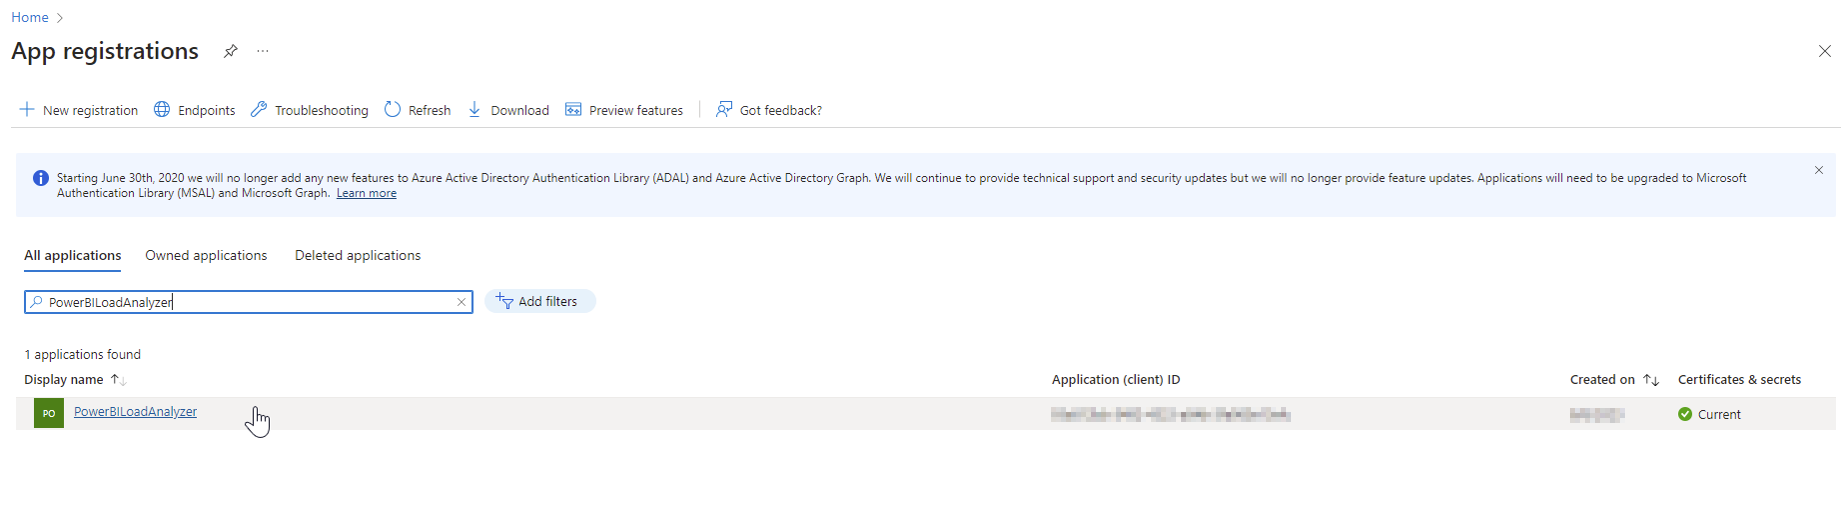 Home
App registrations
New registration Endpoints Troubleshooting Refresh Download Preview features Got feedback?
Starting June 30th, 2020 we will no longer add any new features to Azure Active Directory Authentication Library (ADAL) and Azure Active Directory Graph. We will continue to provide technical support and security updates but we will no longer provide feature updates. Applications will need to be upgraded to Microsoft
Authentication Library (MSAL) and Microsoft Graph. Learn more
All applications Owned applications Deleted applications
PowerBILoadAnalyzer Add filters
1 applications found
Display name Application (client) ID Created on Certificates & secrets
PO PowerBILoadAnalyzer Current